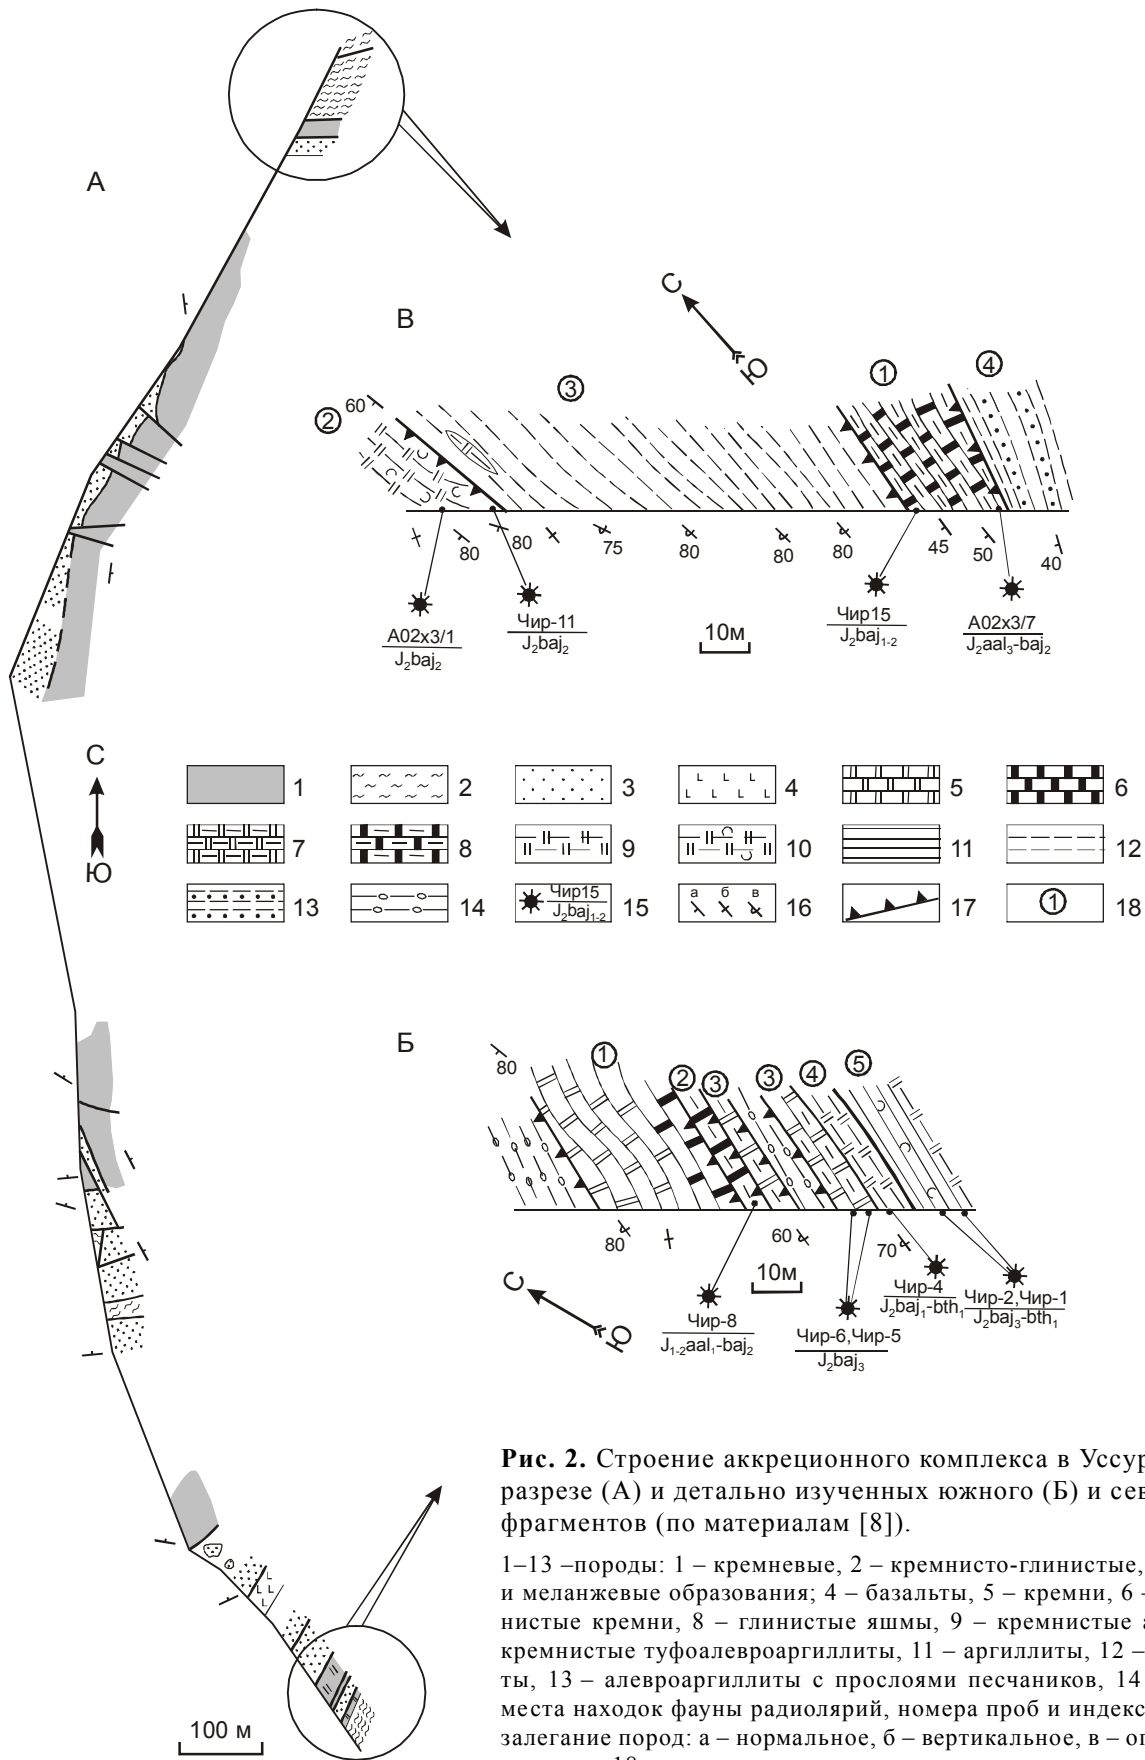 А
В
С
Ю
① ④
③
② 60
80 80 75 80 80 80 45 50 40
А02х3/1
J₂baj₂
Чир-11
J₂baj₂
10м
Чир15
J₂baj₁₋₂
А02х3/7
J₂aal₃-baj₂
С
Ю
1 2 3 4 5 6
7 8 9 10 11 12
13 14 Чир15 J₂baj₁₋₂ 15 а б в 16 17 ① 18
Б
80 ① ② ③ ③ ④ ⑤
80 60 70
10м
С
Ю
Чир-8
J₁₋₂aal₁-baj₂
Чир-6,Чир-5
J₂baj₃
Чир-4
J₂baj₁-bth₁
Чир-2,Чир-1
J₂baj₃-bth₁
Рис. 2. Строение аккреционного комплекса в Уссур
разрезе (А) и детально изученных южного (Б) и сев
фрагментов (по материалам [8]).
1–13 –породы: 1 – кремневые, 2 – кремнисто-глинистые,
и меланжевые образования; 4 – базальты, 5 – кремни, 6 –
нистые кремни, 8 – глинистые яшмы, 9 – кремнистые а
кремнистые туфоалевроаргиллиты, 11 – аргиллиты, 12 –
ты, 13 – алевроаргиллиты с прослоями песчаников, 14
места находок фауны радиолярий, номера проб и индекс
залегание пород: а – нормальное, б – вертикальное, в – оп
100 м